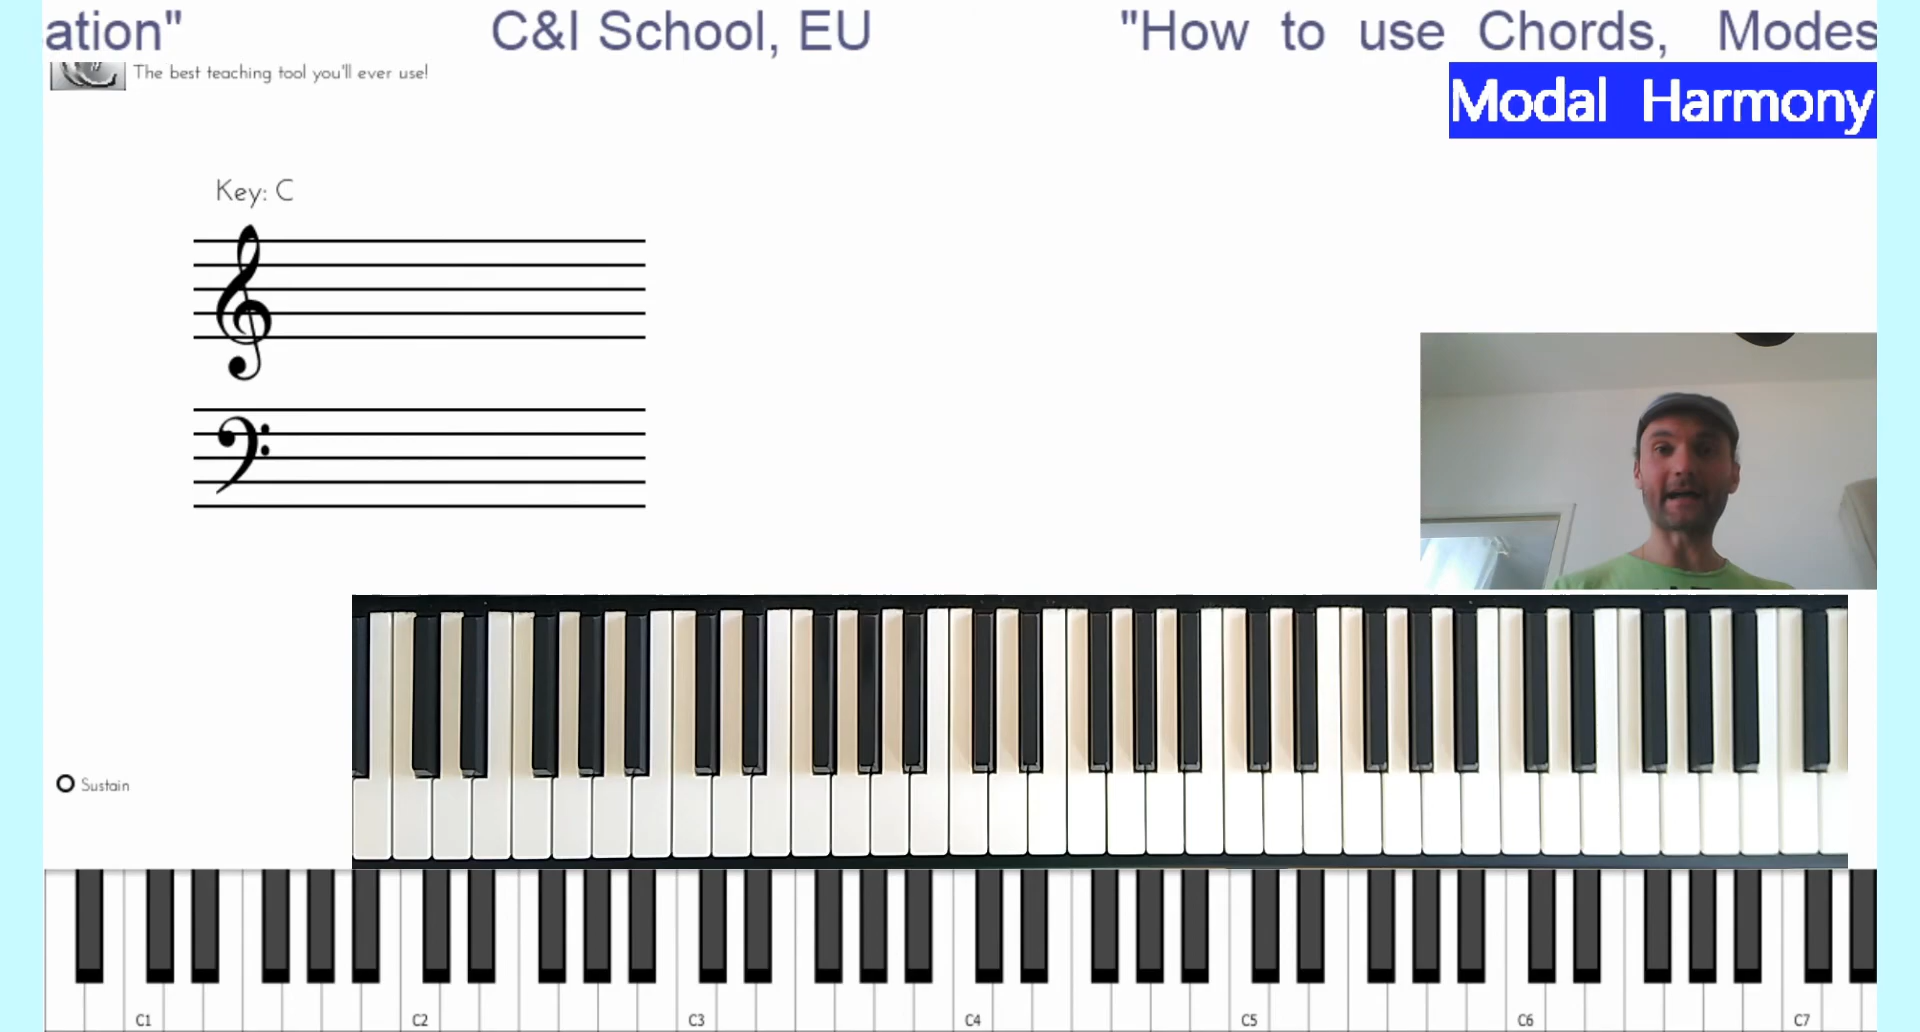 ation" C&I School, EU "How to use Chords, Modes
The best teaching tool you'll ever use!
Modal Harmony
Key: C
Sustain
C1 C2 C3 C4 C5 C6 C7